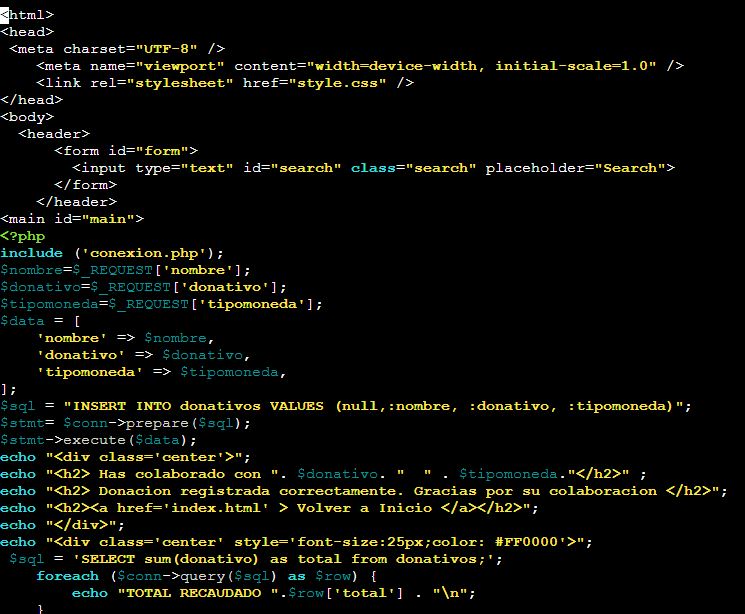 <html>
<head>
 <meta charset="UTF-8" />
    <meta name="viewport" content="width=device-width, initial-scale=1.0" />
    <link rel="stylesheet" href="style.css" />
</head>
<body>
  <header>
      <form id="form">
        <input type="text" id="search" class="search" placeholder="Search">
      </form>
    </header>
<main id="main">
<?php
include ('conexion.php');
$nombre=$_REQUEST['nombre'];
$donativo=$_REQUEST['donativo'];
$tipomoneda=$_REQUEST['tipomoneda'];
$data = [
    'nombre' => $nombre,
    'donativo' => $donativo,
    'tipomoneda' => $tipomoneda,
];
$sql = "INSERT INTO donativos VALUES (null,:nombre, :donativo, :tipomoneda)";
$stmt= $conn->prepare($sql);
$stmt->execute($data);
echo "<div class='center'>";
echo "<h2> Has colaborado con ". $donativo. "  " . $tipomoneda."</h2>" ;
echo "<h2> Donacion registrada correctamente. Gracias por su colaboracion </h2>";
echo "<h2><a href='index.html' > Volver a Inicio </a></h2>";
echo "</div>";
echo "<div class='center' style='font-size:25px;color: #FF0000'>";
 $sql = 'SELECT sum(donativo) as total from donativos;';
    foreach ($conn->query($sql) as $row) {
        echo "TOTAL RECAUDADO ".$row['total'] . "\n";
    }